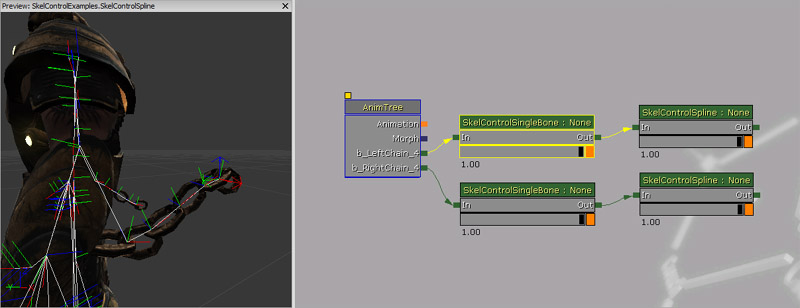 Preview: SkelControlExamples.SkelControlSpline
AnimTree
Animation
Morph
b_LeftChain_4
b_RightChain_4
SkelControlSingleBone : None
In
Out
1.00
SkelControlSpline : None
In
Out
1.00
SkelControlSingleBone : None
In
Out
1.00
SkelControlSpline : None
In
Out
1.00